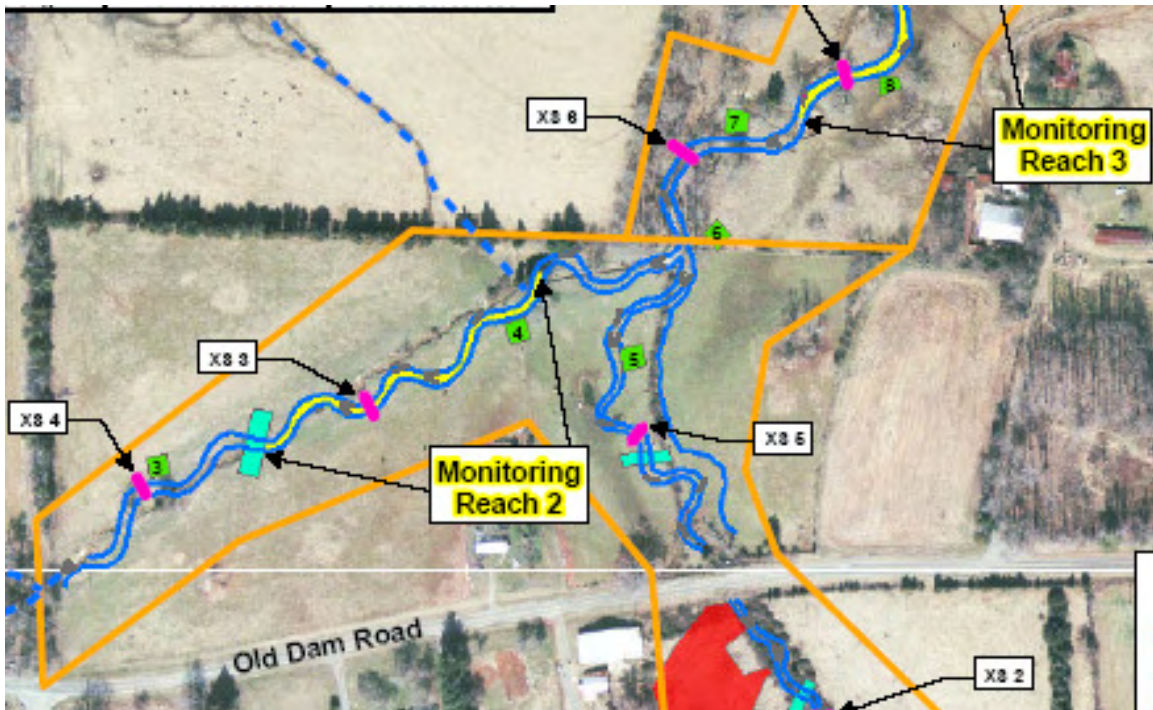 XS 6
7
8
Monitoring
Reach 3
6
4
5
XS 3
XS 4
3
XS 5
Monitoring
Reach 2
Old Dam Road
XS 2